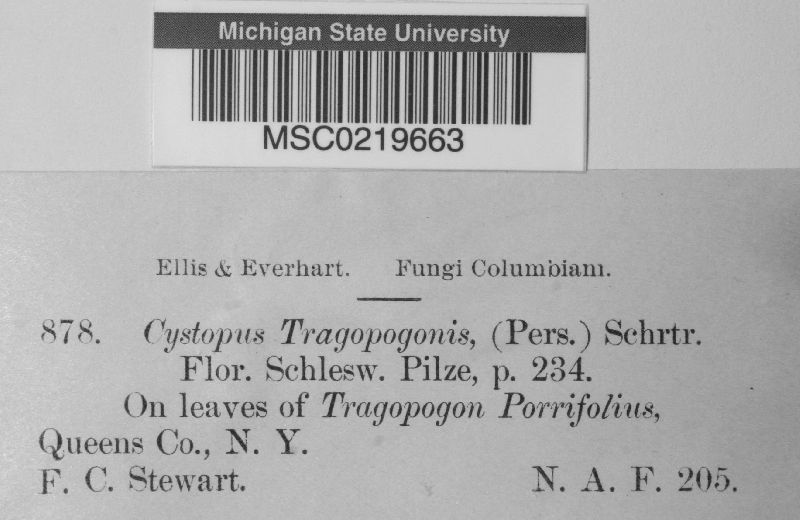 Michigan State University
MSC0219663
Ellis & Everhart. Fungi Columbiani.
878. Cystopus Tragopogonis, (Pers.) Schrtr.
Flor. Schlesw. Pilze, p. 234.
On leaves of Tragopogon Porrifolius,
Queens Co., N. Y.
F. C. Stewart. N. A. F. 205.